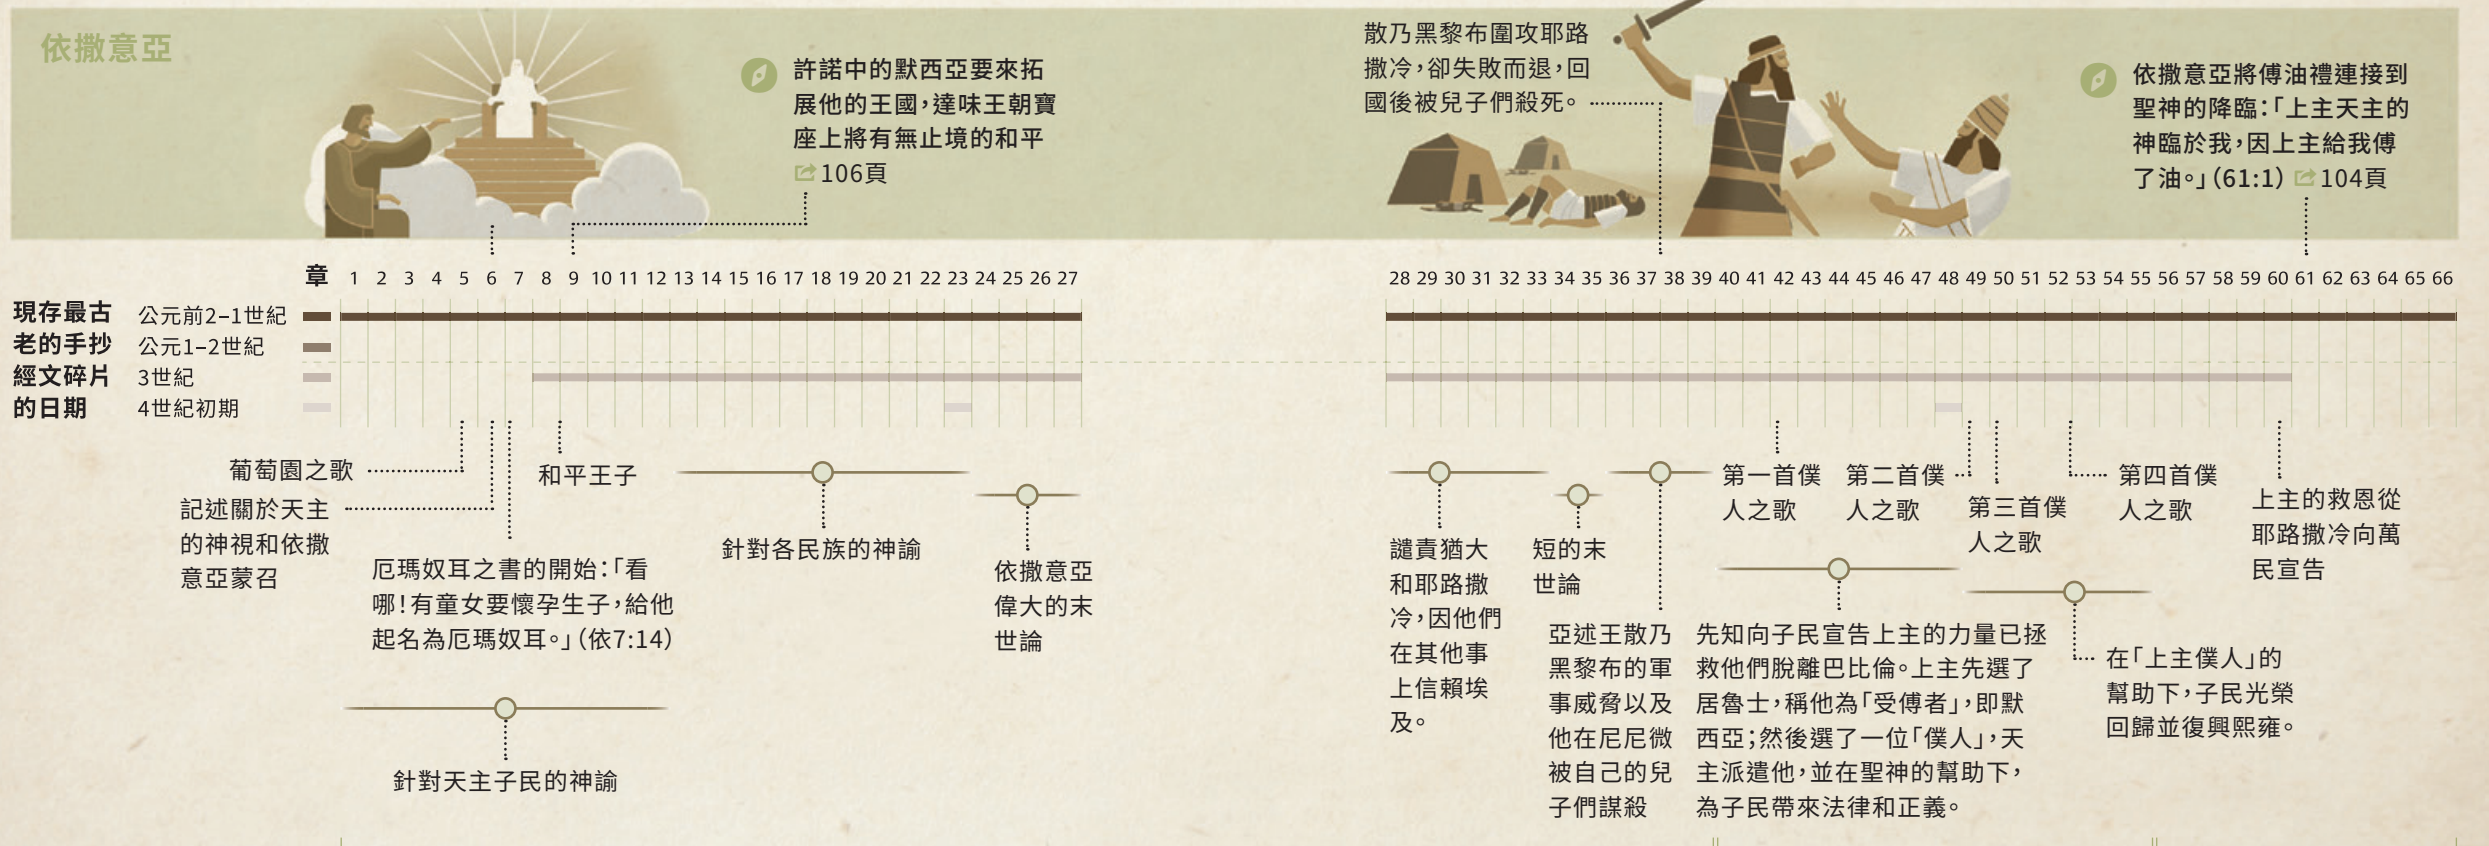 依撒意亞
許諾中的默西亞要來拓
展他的王國，達味王朝寶
座上將有無止境的和平
106頁
散乃黑黎布圍攻耶路
撒冷，卻失敗而退，回
國後被兒子們殺死。
依撒意亞將傅油禮連接到
聖神的降臨：「上主天主的
神臨於我，因上主給我傅
了油。」（61:1） 104頁
章 1 2 3 4 5 6 7 8 9 10 11 12 13 14 15 16 17 18 19 20 21 22 23 24 25 26 27
28 29 30 31 32 33 34 35 36 37 38 39 40 41 42 43 44 45 46 47 48 49 50 51 52 53 54 55 56 57 58 59 60 61 62 63 64 65 66
現存最古
老的手抄
經文碎片
的日期
公元前2–1世紀
公元1–2世紀
3世紀
4世紀初期
葡萄園之歌
記述關於天主
的神視和依撒
意亞蒙召
厄瑪奴耳之書的開始：「看
哪！有童女要懷孕生子，給他
起名為厄瑪奴耳。」（依7:14）
和平王子
針對天主子民的神諭
針對各民族的神諭
依撒意亞
偉大的末
世論
譴責猶大
和耶路撒
冷，因他們
在其他事
上信賴埃
及。
短的末
世論
亞述王散乃
黑黎布的軍
事威脅以及
他在尼尼微
被自己的兒
子們謀殺
第一首僕
人之歌
第二首僕
人之歌
第三首僕
人之歌
第四首僕
人之歌
先知向子民宣告上主的力量已拯
救他們脫離巴比倫。上主先選了
居魯士，稱他為「受傅者」，即默
西亞；然後選了一位「僕人」，天
主派遣他，並在聖神的幫助下，
為子民帶來法律和正義。
在「上主僕人」的
幫助下，子民光榮
回歸並復興熙雍。
上主的救恩從
耶路撒冷向萬
民宣告